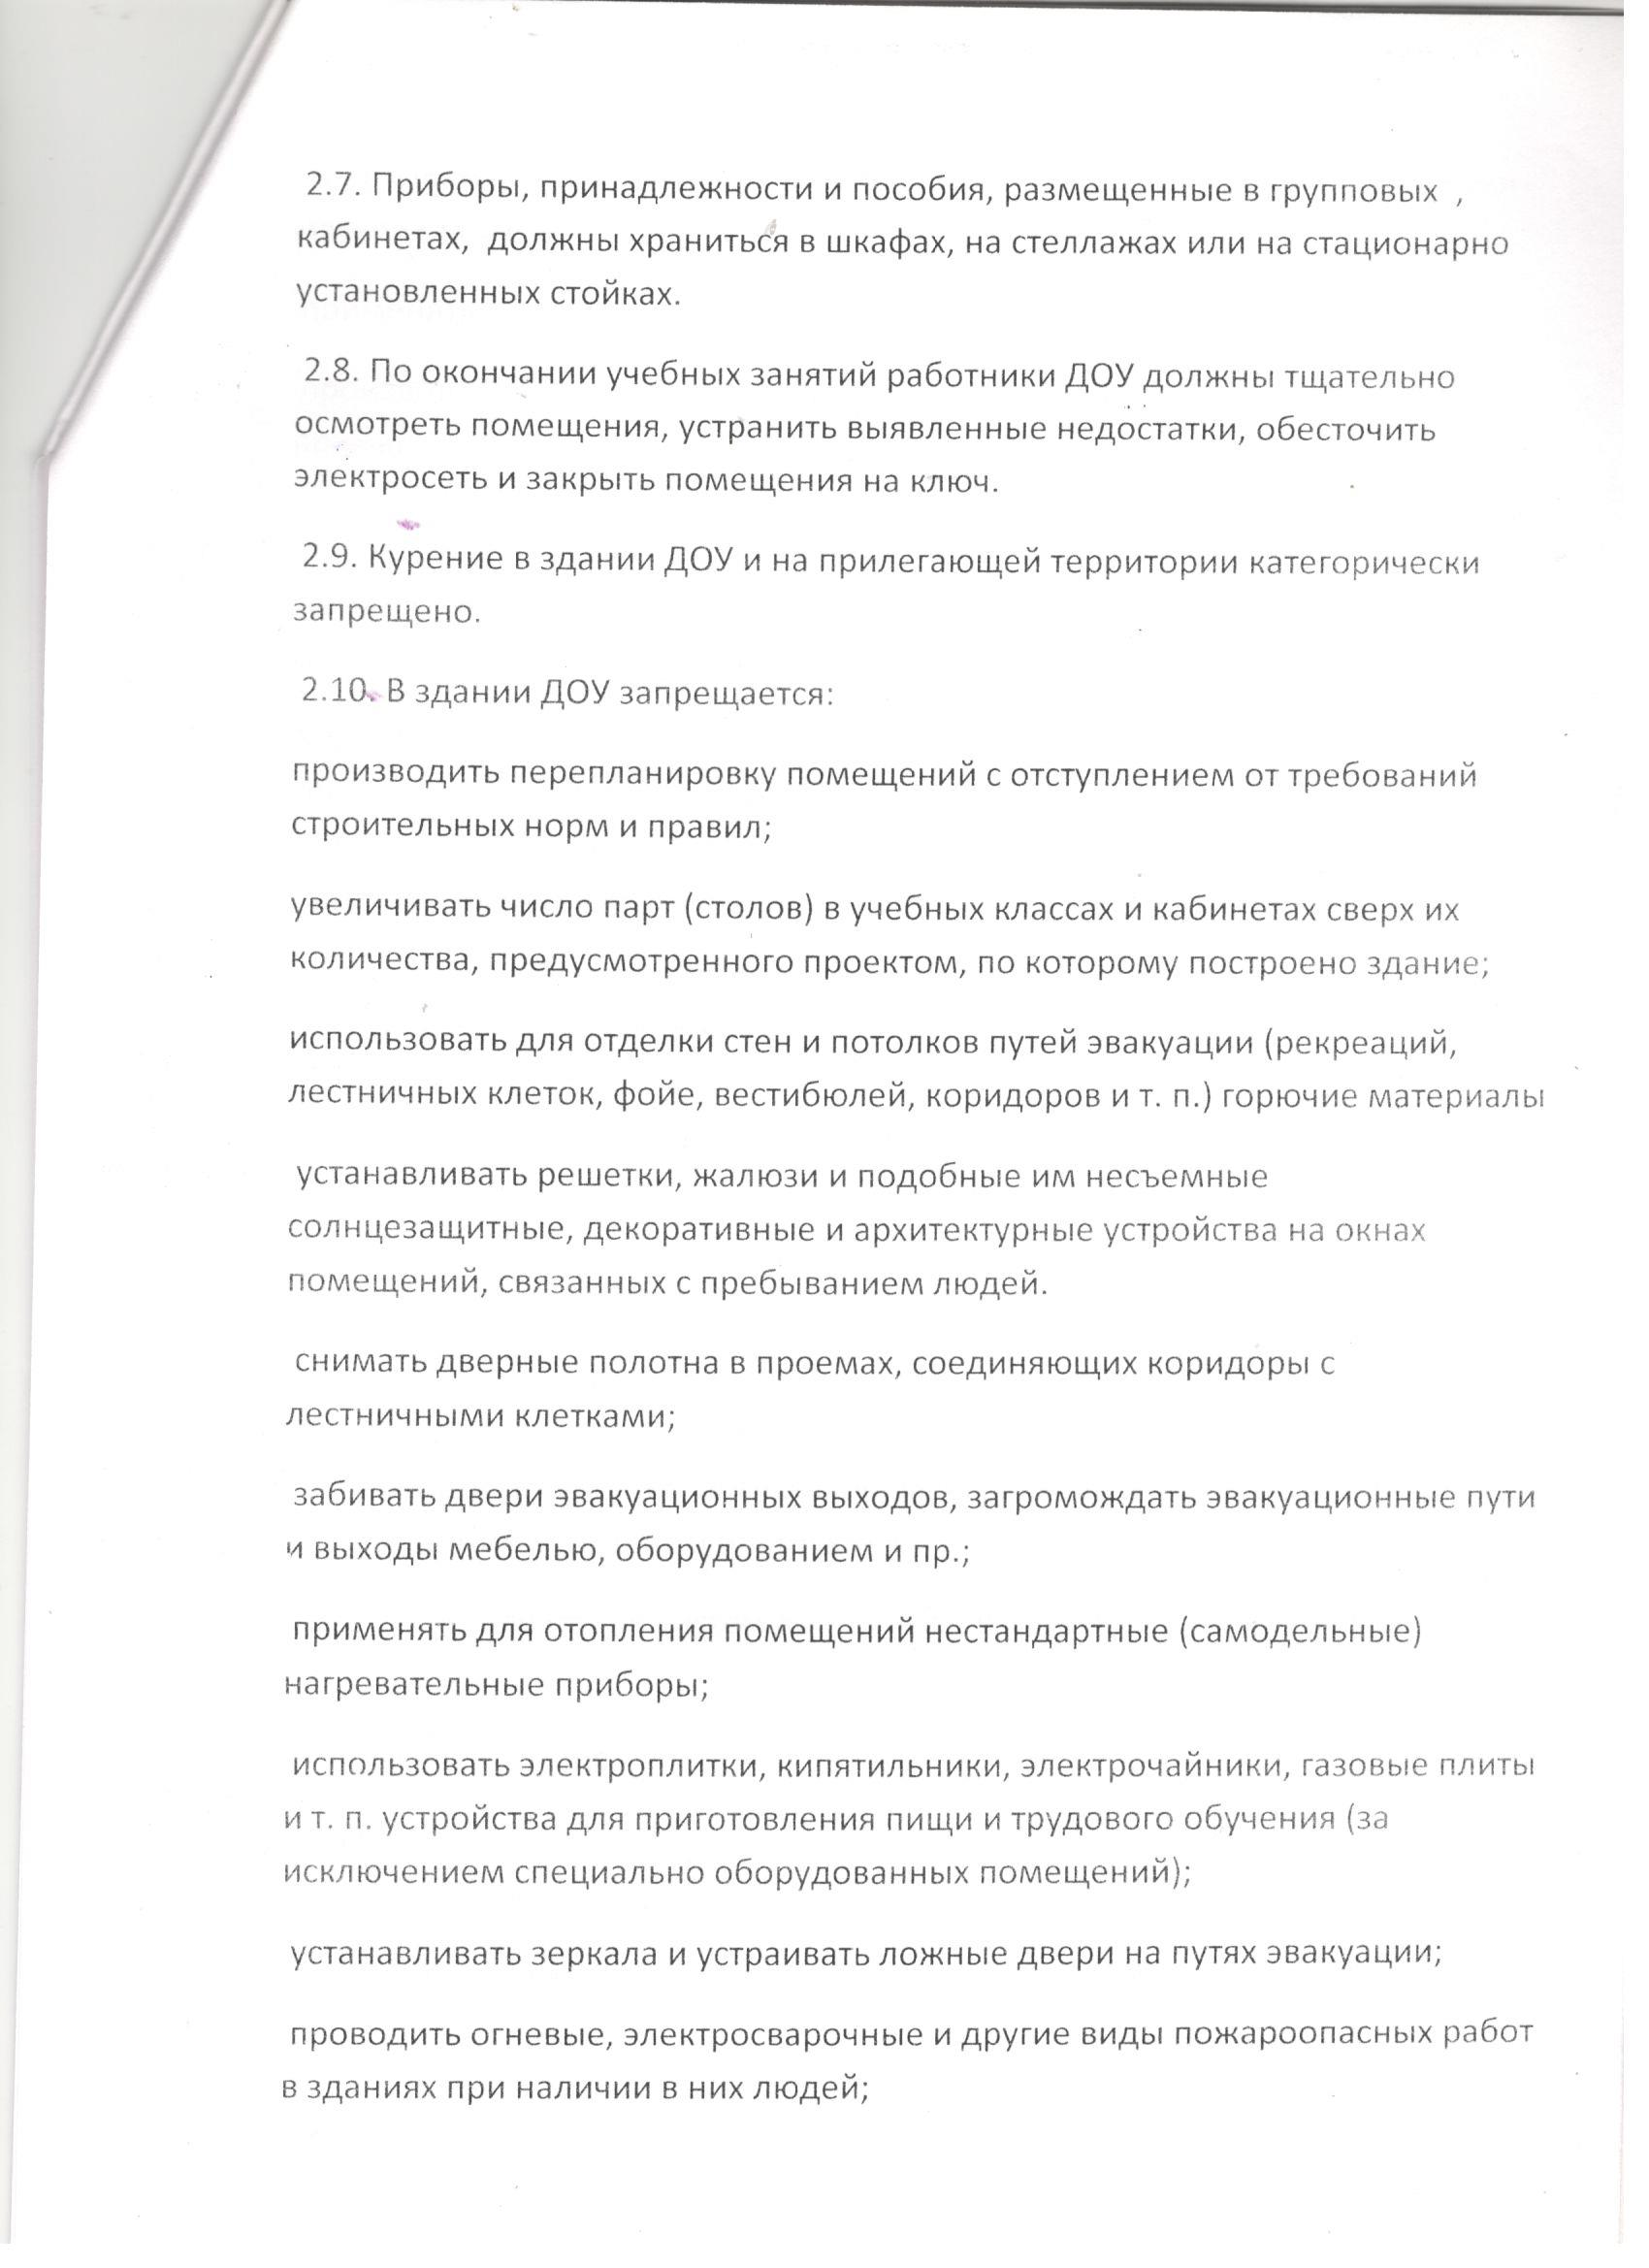 2.7. Приборы, принадлежности и пособия, размещенные в групповых ,
кабинетах, должны храниться в шкафах, на стеллажах или на стационарно
установленных стойках.
2.8. По окончании учебных занятий работники ДОУ должны тщательно
осмотреть помещения, устранить выявленные недостатки, обесточить
электросеть и закрыть помещения на ключ.
2.9. Курение в здании ДОУ и на прилегающей территории категорически
запрещено.
2.10. В здании ДОУ запрещается:
производить перепланировку помещений с отступлением от требований
строительных норм и правил;
увеличивать число парт (столов) в учебных классах и кабинетах сверх их
количества, предусмотренного проектом, по которому построено здание;
использовать для отделки стен и потолков путей эвакуации (рекреаций,
лестничных клеток, фойе, вестибюлей, коридоров и т. п.) горючие материалы
устанавливать решетки, жалюзи и подобные им несъемные
солнцезащитные, декоративные и архитектурные устройства на окнах
помещений, связанных с пребыванием людей.
снимать дверные полотна в проемах, соединяющих коридоры с
лестничными клетками;
забивать двери эвакуационных выходов, загромождать эвакуационные пути
и выходы мебелью, оборудованием и пр.;
применять для отопления помещений нестандартные (самодельные)
нагревательные приборы;
использовать электроплитки, кипятильники, электрочайники, газовые плиты
и т. п. устройства для приготовления пищи и трудового обучения (за
исключением специально оборудованных помещений);
устанавливать зеркала и устраивать ложные двери на путях эвакуации;
проводить огневые, электросварочные и другие виды пожароопасных работ
в зданиях при наличии в них людей;